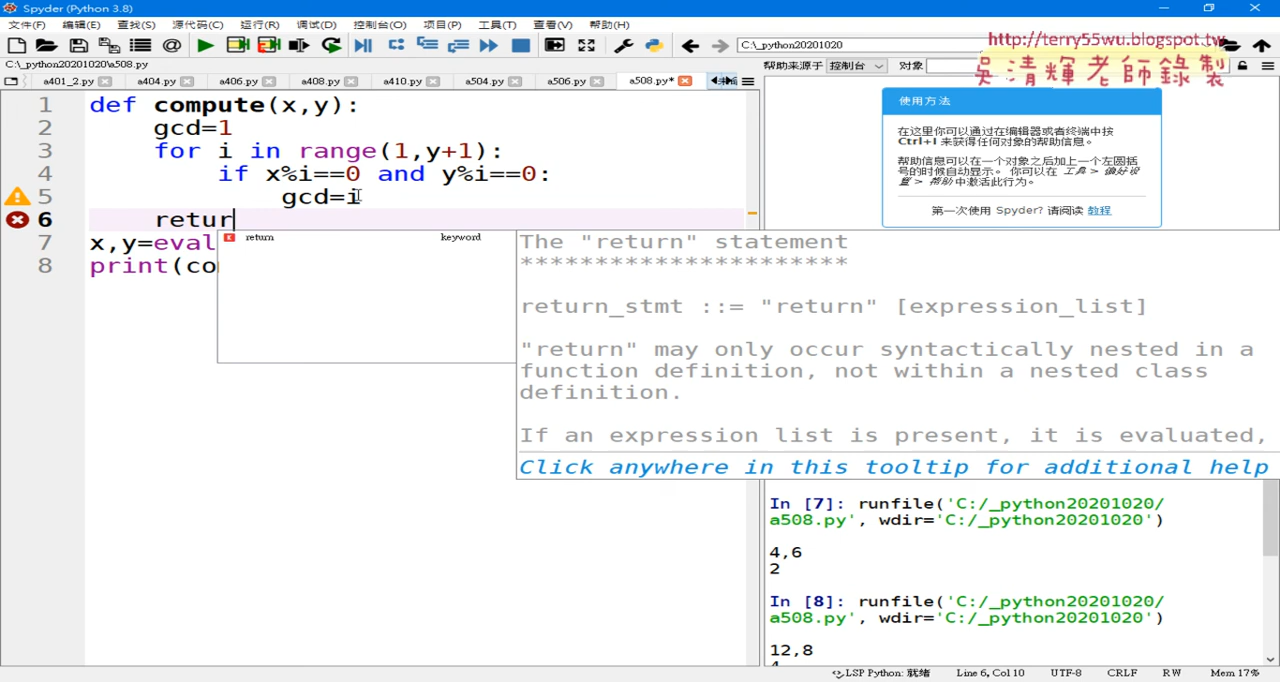 Spyder (Python 3.8)
文件(F) 编辑(E) 查找(S) 源代码(C) 运行(R) 调试(D) 控制台(O) 项目(P) 工具(T) 查看(V) 帮助(H)
C:\_python20201020
http://terry55wu.blogspot.tw
吳清輝老師錄製
C:\_python20201020\a508.py
帮助来源于 控制台 对象
a401_2.py a404.py a406.py a408.py a410.py a504.py a506.py a508.py*
1 def compute(x,y):
2 gcd=1
3 for i in range(1,y+1):
4 if x%i==0 and y%i==0:
5 gcd=i
6 retur
7 x,y=eval
8 print(co
return keyword
The "return" statement
**********************
return_stmt ::= "return" [expression_list]
"return" may only occur syntactically nested in a
function definition, not within a nested class
definition.
If an expression list is present, it is evaluated,
Click anywhere in this tooltip for additional help
使用方法
在这里你可以通过在编辑器或者终端中按
Ctrl+I 来获得任何对象的帮助信息。
帮助信息可以在一个对象之后加上一个左圆括
号的时候自动显示。 你可以在 工具 > 偏好设
置 > 帮助 中激活此行为。
第一次使用 Spyder? 请阅读 教程
In [7]: runfile('C:/_python20201020/
a508.py', wdir='C:/_python20201020')
4,6
2
In [8]: runfile('C:/_python20201020/
a508.py', wdir='C:/_python20201020')
12,8
4
LSP Python: 就绪 Line 6, Col 10 UTF-8 CRLF RW Mem 17%